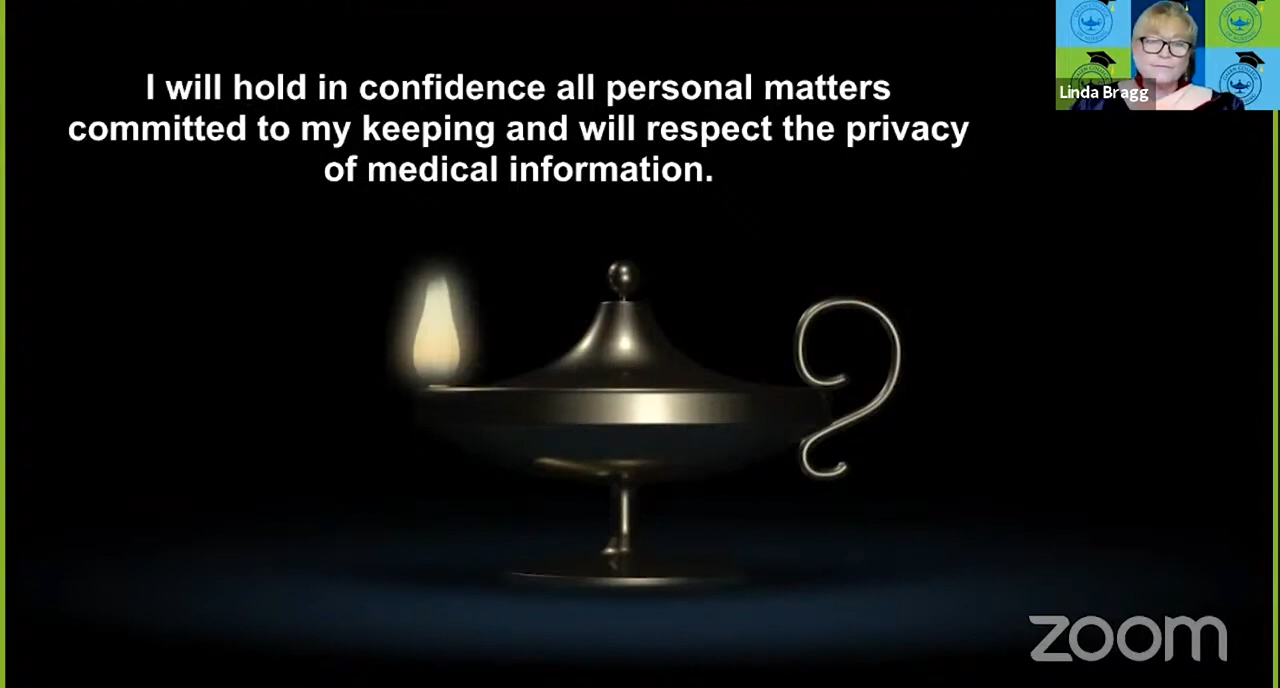 I will hold in confidence all personal matters
committed to my keeping and will respect the privacy
of medical information.
Linda Bragg
zoom